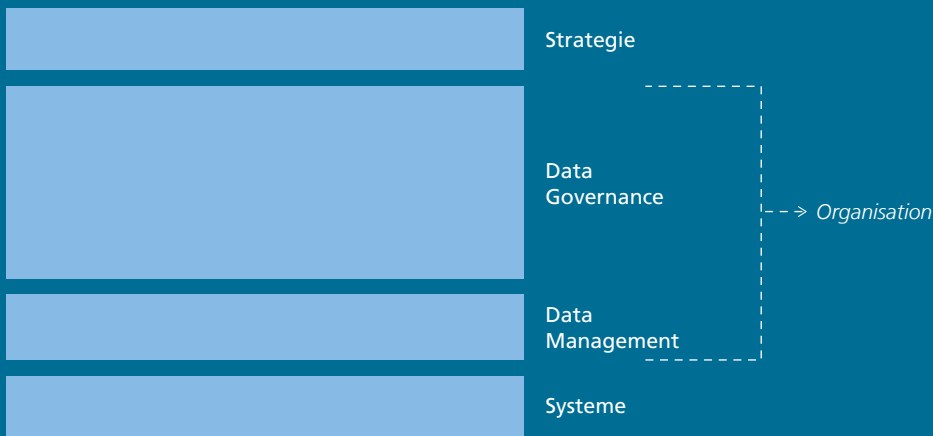 Strategie
Data
Governance
Organisation
Data
Management
Systeme